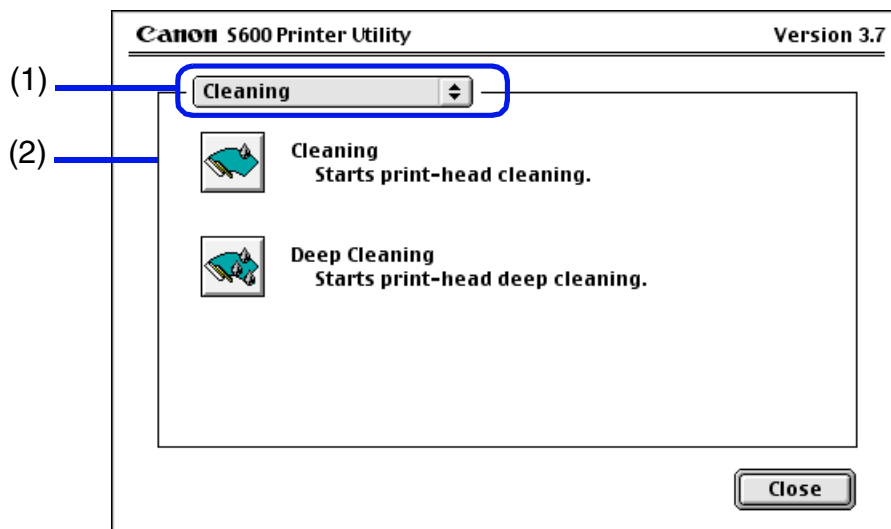 Canon S600 Printer Utility Version 3.7
(1) Cleaning
(2)
Cleaning
Starts print-head cleaning.
Deep Cleaning
Starts print-head deep cleaning.
Close